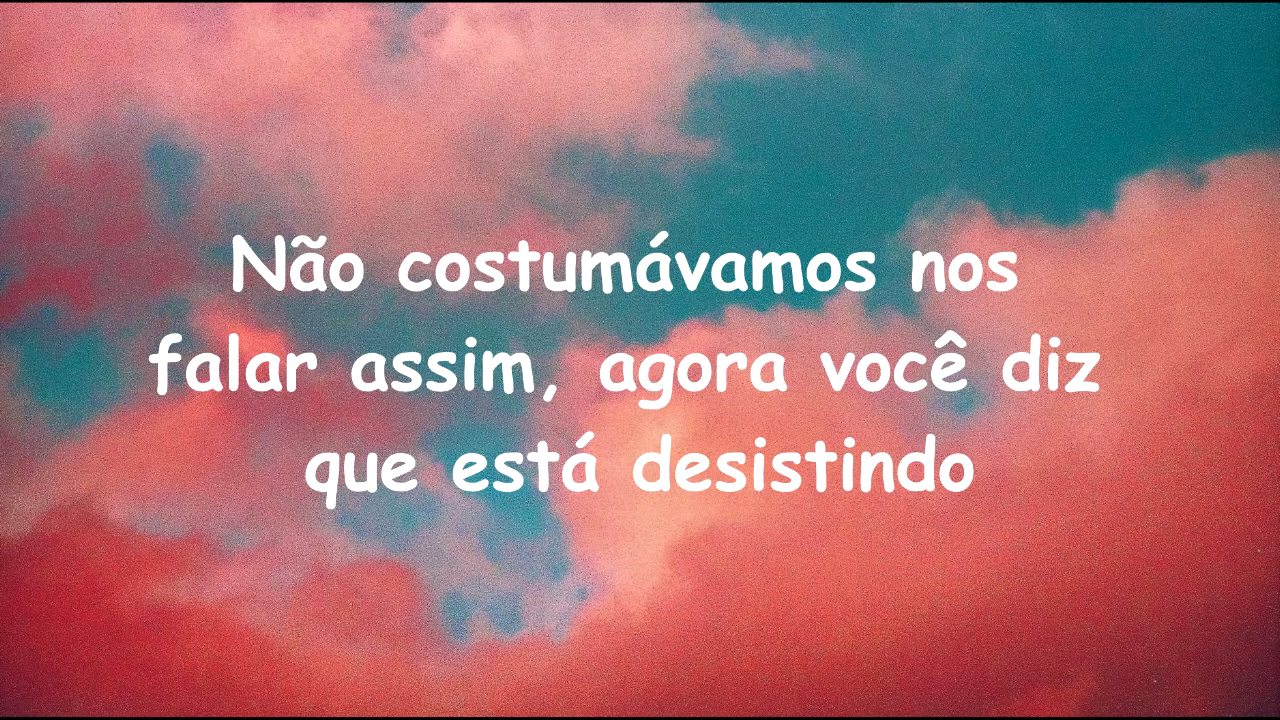 Não costumávamos nos
falar assim, agora você diz
que está desistindo